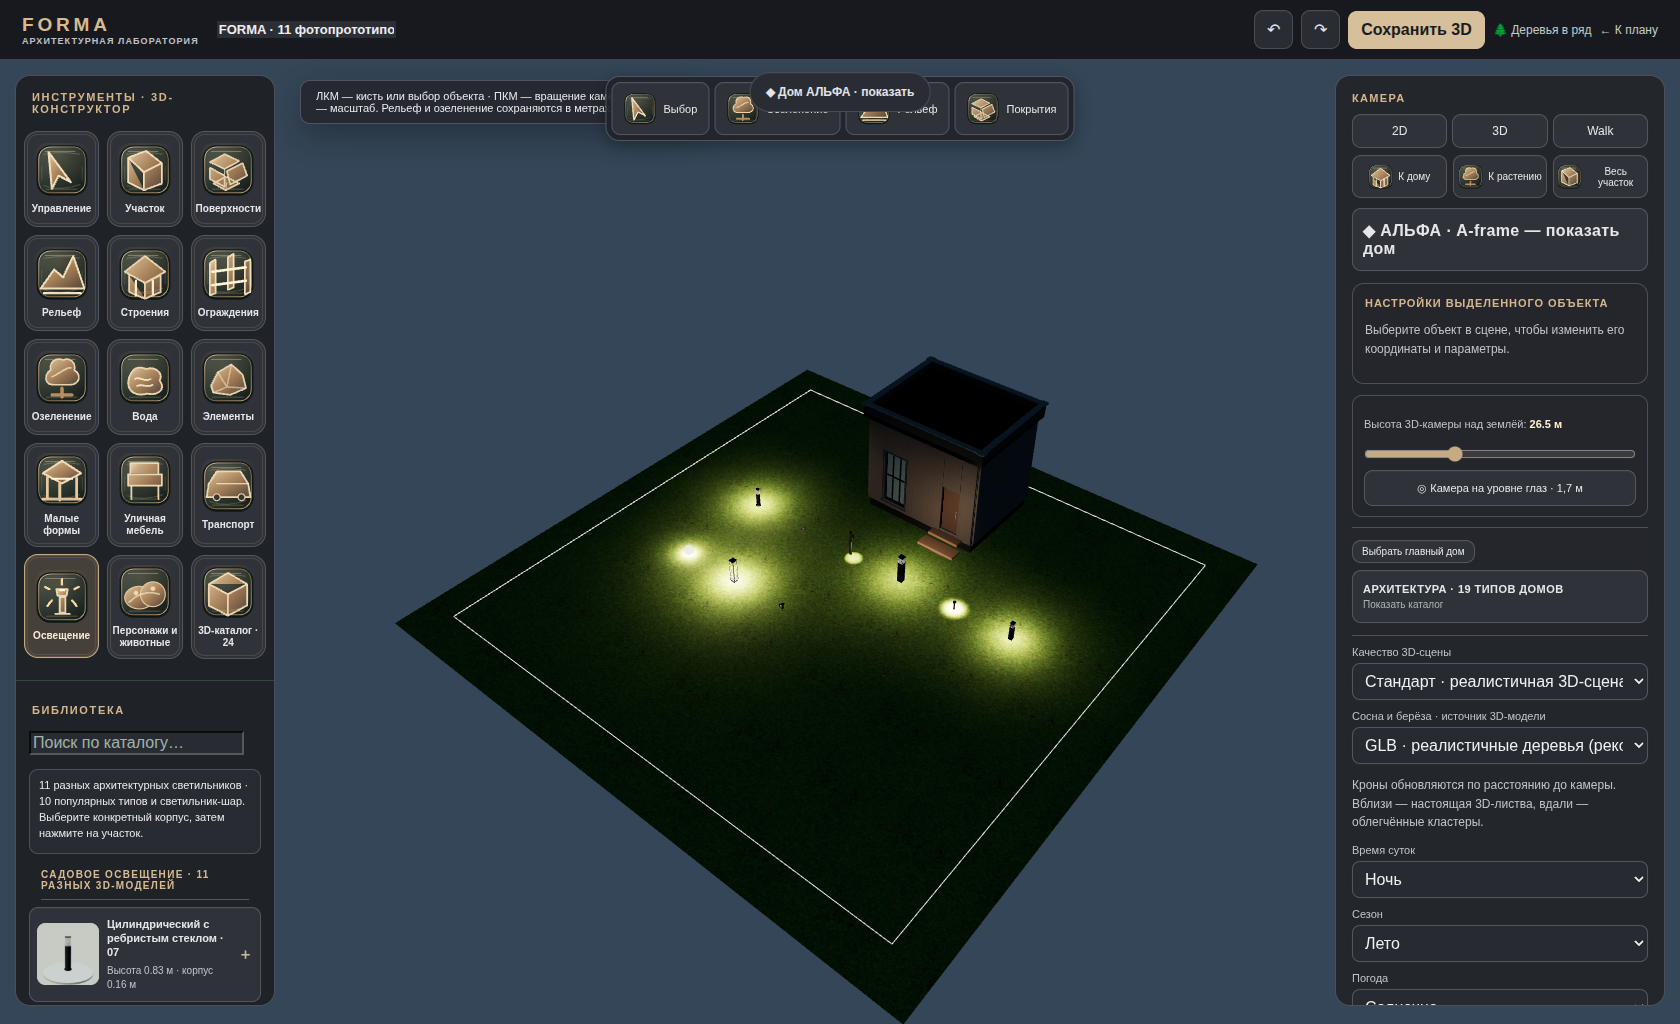 FORMA
АРХИТЕКТУРНАЯ ЛАБОРАТОРИЯ
FORMA · 11 фотопрототипо
↶
↷
Сохранить 3D
🌲 Деревья в ряд
← К плану
ИНСТРУМЕНТЫ · 3D-
КОНСТРУКТОР
Управление
Участок
Поверхности
Рельеф
Строения
Ограждения
Озеленение
Вода
Элементы
Малые
формы
Уличная
мебель
Транспорт
Освещение
Персонажи и
животные
3D-каталог ·
24
БИБЛИОТЕКА
Поиск по каталогу…
11 разных архитектурных светильников ·
10 популярных типов и светильник-шар.
Выберите конкретный корпус, затем
нажмите на участок.
САДОВОЕ ОСВЕЩЕНИЕ · 11
РАЗНЫХ 3D-МОДЕЛЕЙ
Цилиндрический с
ребристым стеклом ·
07
Высота 0.83 м · корпус
0.16 м
+
ЛКМ — кисть или выбор объекта · ПКМ — вращение кам
— масштаб. Рельеф и озеленение сохраняются в метра
Выбор
◆ Дом АЛЬФА · показать
Покрытия
КАМЕРА
2D
3D
Walk
К дому
К растению
Весь
участок
◆ АЛЬФА · A-frame — показать
дом
НАСТРОЙКИ ВЫДЕЛЕННОГО ОБЪЕКТА
Выберите объект в сцене, чтобы изменить его
координаты и параметры.
Высота 3D-камеры над землёй: 26.5 м
◎ Камера на уровне глаз · 1,7 м
Выбрать главный дом
АРХИТЕКТУРА · 19 ТИПОВ ДОМОВ
Показать каталог
Качество 3D-сцены
Стандарт · реалистичная 3D-сцена
Сосна и берёза · источник 3D-модели
GLB · реалистичные деревья (рекс
Кроны обновляются по расстоянию до камеры.
Вблизи — настоящая 3D-листва, вдали —
облегчённые кластеры.
Время суток
Ночь
Сезон
Лето
Погода